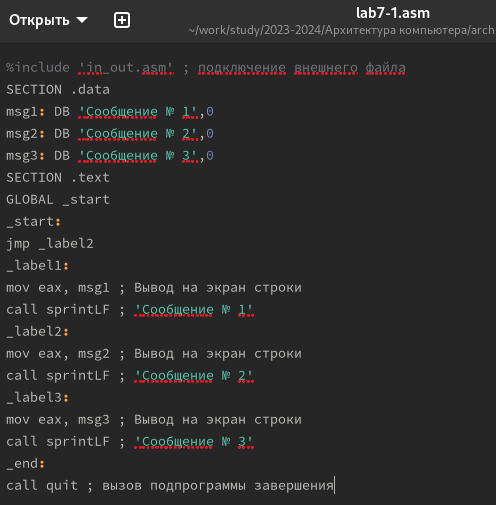 Открыть
lab7-1.asm
~/work/study/2023-2024/Архитектура компьютера/arch
%include 'in_out.asm' ; подключение внешнего файла
SECTION .data
msg1: DB 'Сообщение № 1',0
msg2: DB 'Сообщение № 2',0
msg3: DB 'Сообщение № 3',0
SECTION .text
GLOBAL _start
_start:
jmp _label2
_label1:
mov eax, msg1 ; Вывод на экран строки
call sprintLF ; 'Сообщение № 1'
_label2:
mov eax, msg2 ; Вывод на экран строки
call sprintLF ; 'Сообщение № 2'
_label3:
mov eax, msg3 ; Вывод на экран строки
call sprintLF ; 'Сообщение № 3'
_end:
call quit ; вызов подпрограммы завершения